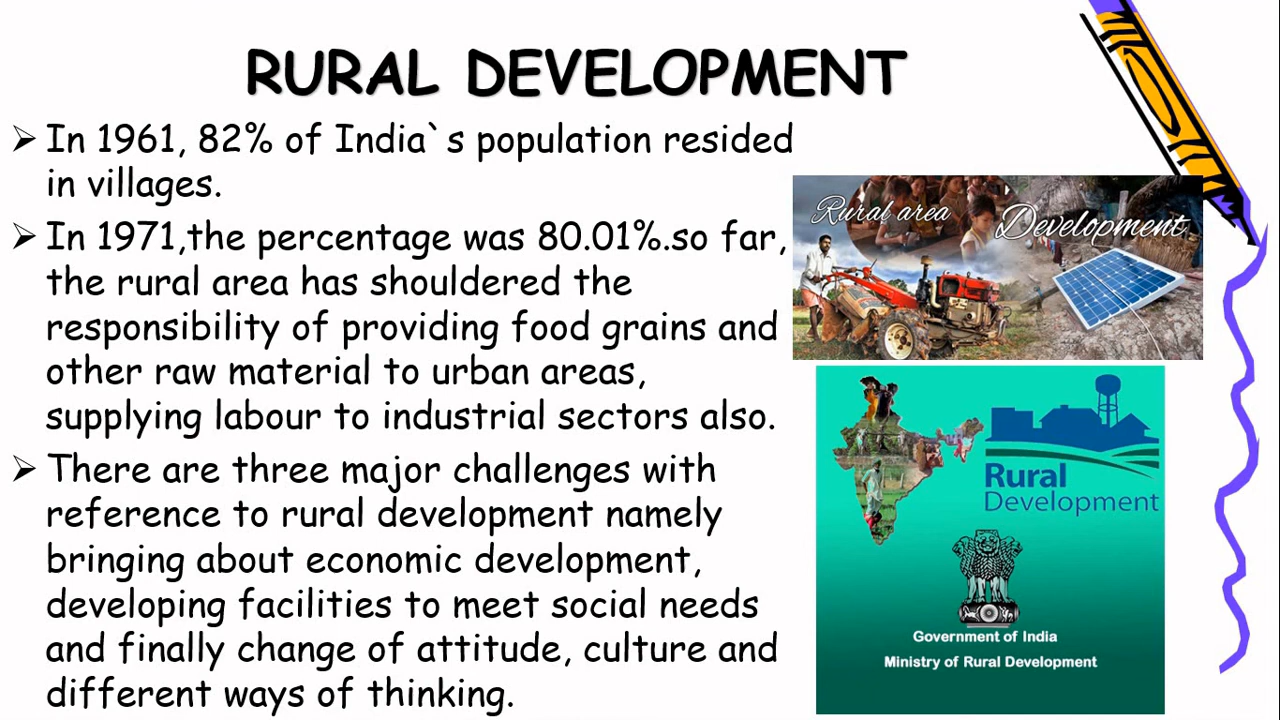 RURAL DEVELOPMENT
➢ In 1961, 82% of India`s population resided
in villages.
➢ In 1971,the percentage was 80.01%.so far,
the rural area has shouldered the
responsibility of providing food grains and
other raw material to urban areas,
supplying labour to industrial sectors also.
➢ There are three major challenges with
reference to rural development namely
bringing about economic development,
developing facilities to meet social needs
and finally change of attitude, culture and
different ways of thinking.
Rural area
Development
Rural
Development
Government of India
Ministry of Rural Development